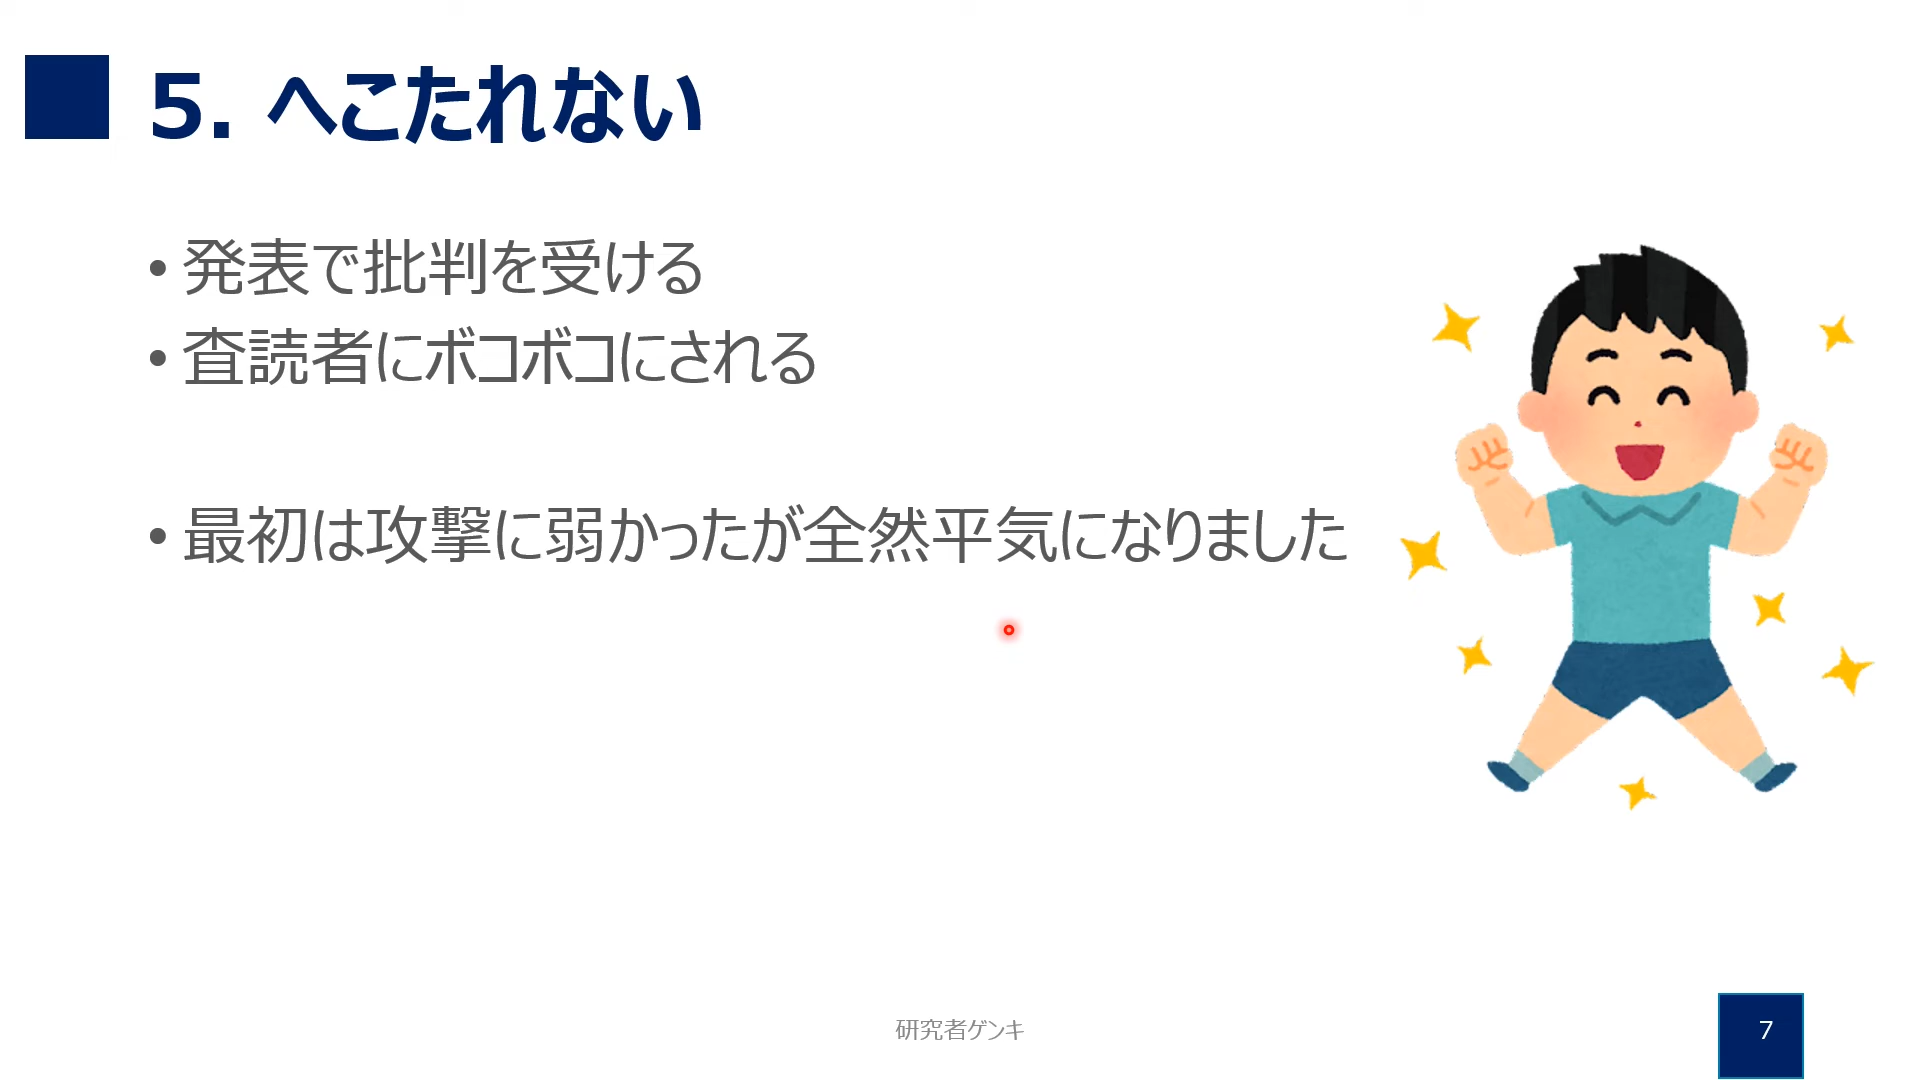 5. へこたれない
• 発表で批判を受ける
• 査読者にボコボコにされる
• 最初は攻撃に弱かったが全然平気になりました
研究者ゲンキ
7